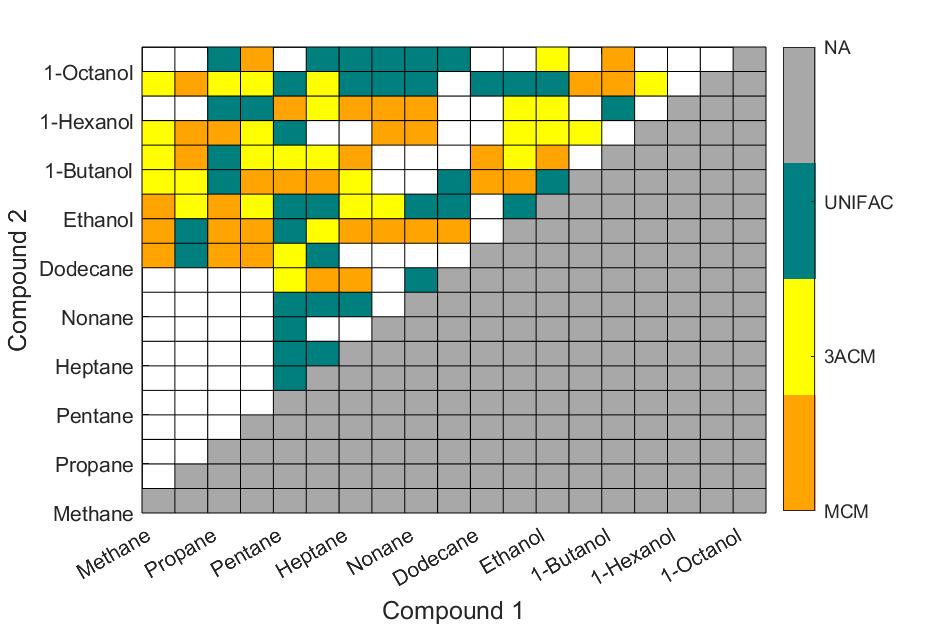 NA
1-Octanol
1-Hexanol
1-Butanol
UNIFAC
Ethanol
Dodecane
Nonane
3ACM
Heptane
Pentane
Propane
Methane
MCM
Compound 2
Methane
Propane
Pentane
Heptane
Nonane
Dodecane
Ethanol
1-Butanol
1-Hexanol
1-Octanol
Compound 1